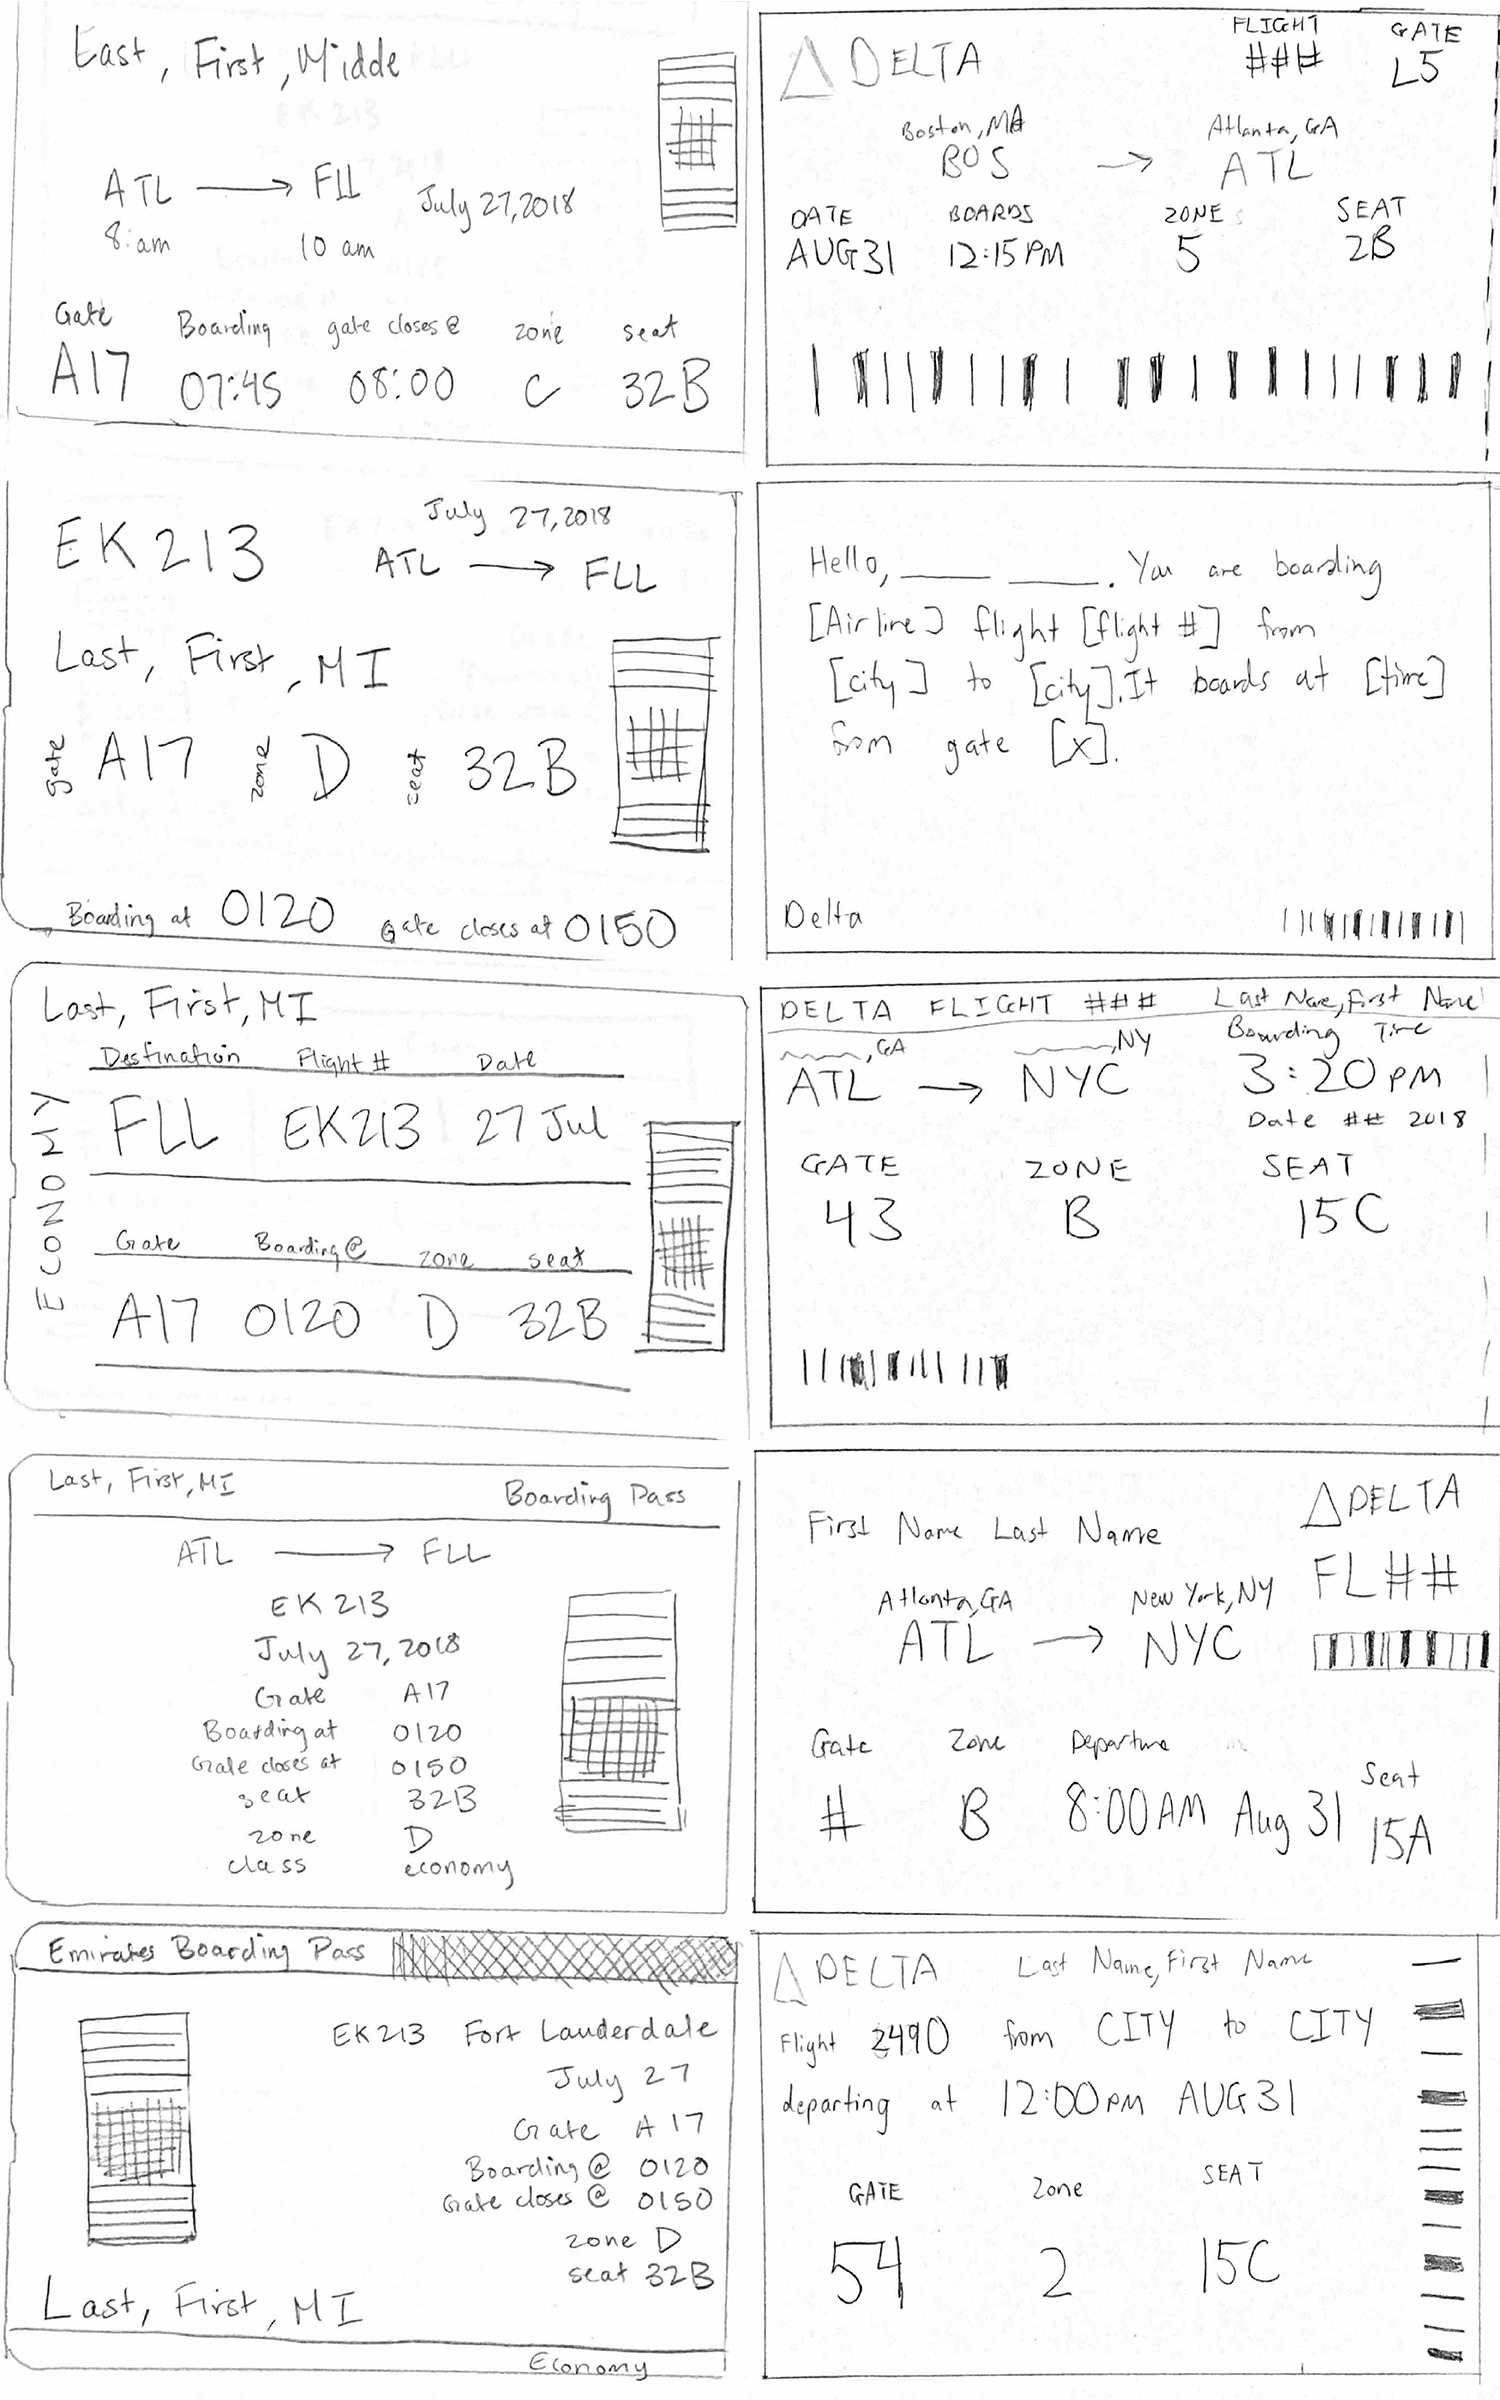 Last, First, Midde
ATL → FLL July 27, 2018
8:am 10 am
Gate Boarding gate closes @ zone seat
A17 07:45 08:00 C 32B
DELTA FLIGHT GATE
### L5
Boston, MA Atlanta, GA
BOS → ATL
DATE BOARDS ZONE SEAT
AUG 31 12:15 PM 5 2B
EK213 July 27, 2018
ATL → FLL
Last, First, MI
gate A17 zone D seat 32B
Boarding at 0120 Gate closes at 0150
Hello, ____ ____. You are boarding
[Airline] flight [flight #] from
[city] to [city]. It boards at [time]
from gate [x].
Delta
Last, First, MI
Destination Flight # Date
FLL EK213 27 Jul
ECONOMY
Gate Boarding @ zone seat
A17 0120 D 32B
DELTA FLIGHT ### Last Name, First Name
, GA , NY Boarding Time
ATL → NYC 3:20 PM
Date ## 2018
GATE ZONE SEAT
43 B 15C
Last, First, MI Boarding Pass
ATL → FLL
EK 213
July 27, 2018
Gate A17
Boarding at 0120
Gate closes at 0150
seat 32B
zone D
class economy
First Name Last Name DELTA
FL##
Atlanta, GA New York, NY
ATL → NYC
Gate Zone Departure Seat
# B 8:00 AM Aug 31 15A
Emirates Boarding Pass
EK213 Fort Lauderdale
July 27
Gate A17
Boarding @ 0120
Gate closes @ 0150
zone D
seat 32B
Last, First, MI
Economy
DELTA Last Name, First Name
Flight 2490 from CITY to CITY
departing at 12:00 PM AUG 31
GATE Zone SEAT
54 2 15C